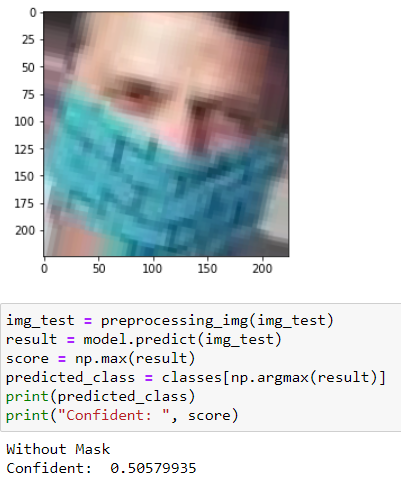 0
25
50
75
100
125
150
175
200
0 50 100 150 200
img_test = preprocessing_img(img_test)
result = model.predict(img_test)
score = np.max(result)
predicted_class = classes[np.argmax(result)]
print(predicted_class)
print("Confident: ", score)
Without Mask
Confident:  0.50579935